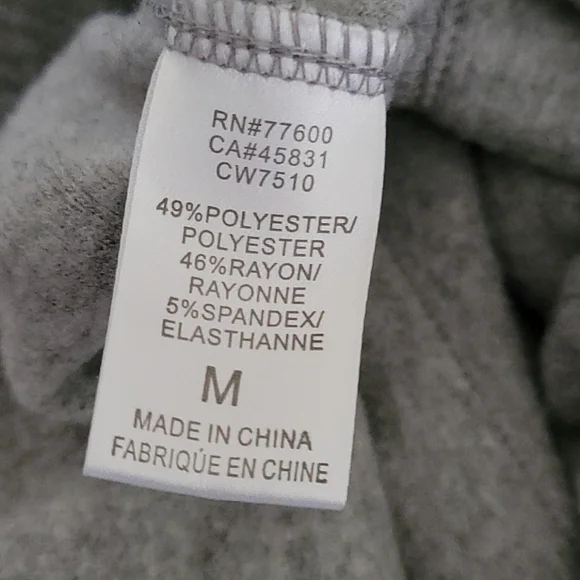 RN#77600
CA#45831
CW7510
49%POLYESTER/
POLYESTER
46%RAYON/
RAYONNE
5%SPANDEX/
ELASTHANNE
M
MADE IN CHINA
FABRIQÚE EN CHINE